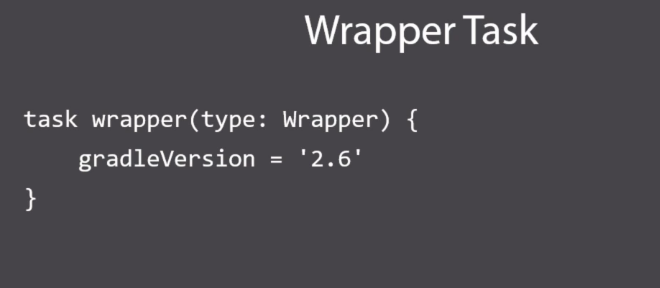 Wrapper Task
task wrapper(type: Wrapper) {
    gradleVersion = '2.6'
}